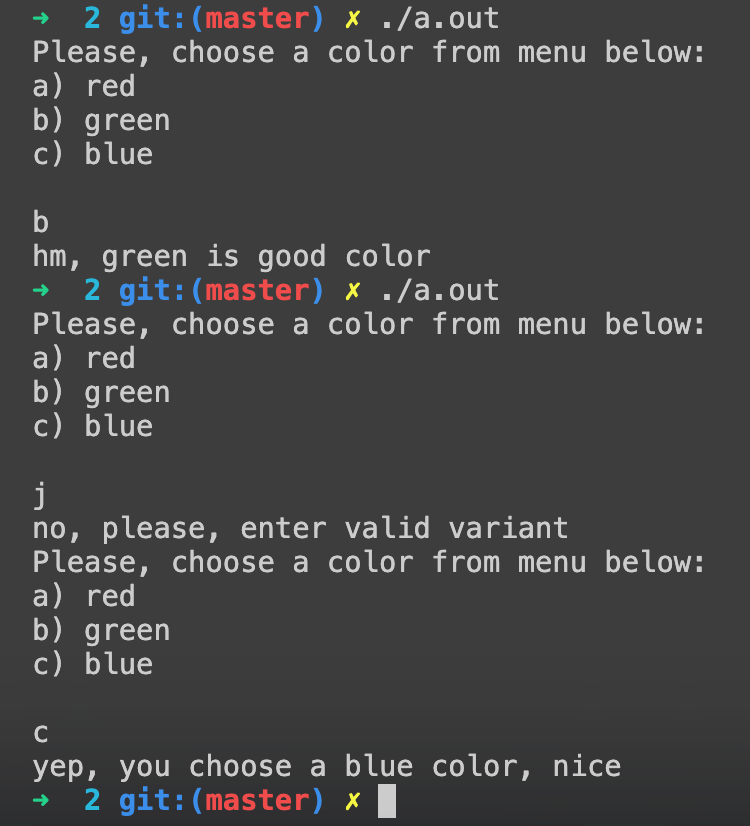 ➜  2 git:(master) ✗ ./a.out
Please, choose a color from menu below:
a) red
b) green
c) blue

b
hm, green is good color
➜  2 git:(master) ✗ ./a.out
Please, choose a color from menu below:
a) red
b) green
c) blue

j
no, please, enter valid variant
Please, choose a color from menu below:
a) red
b) green
c) blue

c
yep, you choose a blue color, nice
➜  2 git:(master) ✗